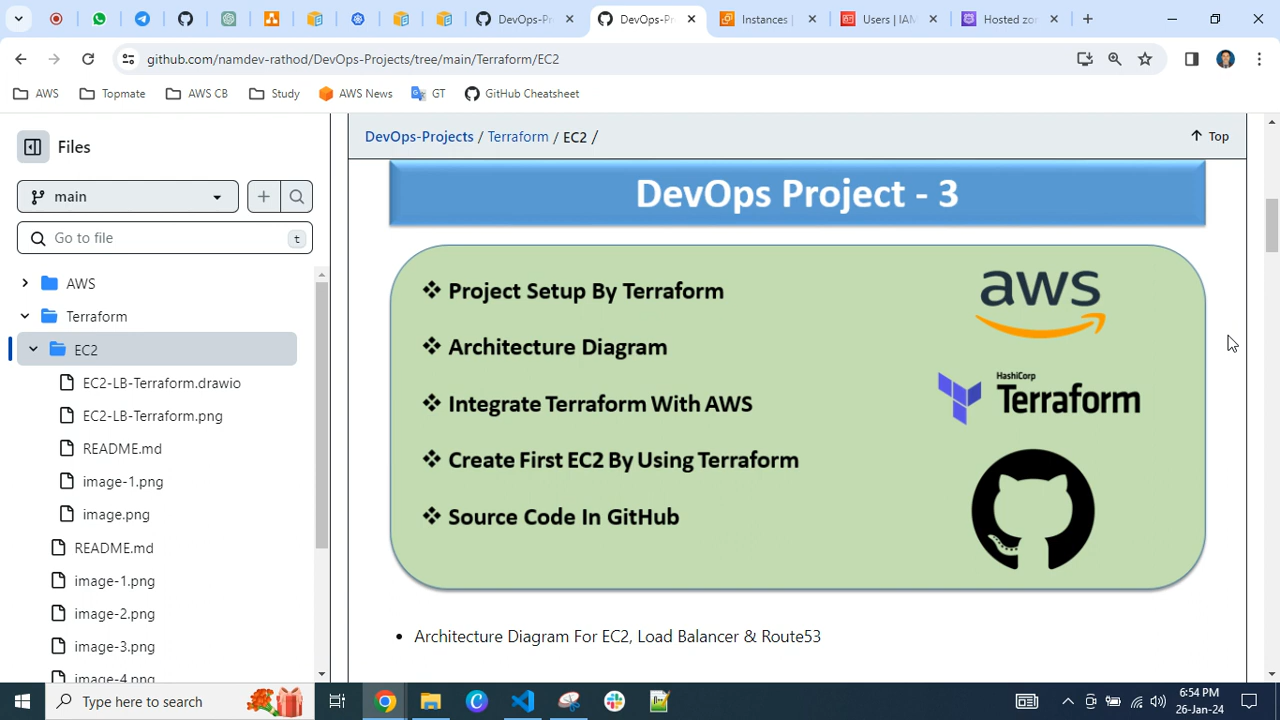 DevOps-Pr
DevOps-Pr
Instances |
Users | IAM
Hosted zon
github.com/namdev-rathod/DevOps-Projects/tree/main/Terraform/EC2
AWS
Topmate
AWS CB
Study
AWS News
GT
GitHub Cheatsheet
Files
main
Go to file
t
AWS
Terraform
EC2
EC2-LB-Terraform.drawio
EC2-LB-Terraform.png
README.md
image-1.png
image.png
README.md
image-1.png
image-2.png
image-3.png
image-4.png
DevOps-Projects / Terraform / EC2 /
Top
DevOps Project - 3
Project Setup By Terraform
Architecture Diagram
Integrate Terraform With AWS
Create First EC2 By Using Terraform
Source Code In GitHub
aws
HashiCorp
Terraform
Architecture Diagram For EC2, Load Balancer & Route53
Type here to search
6:54 PM
26-Jan-24